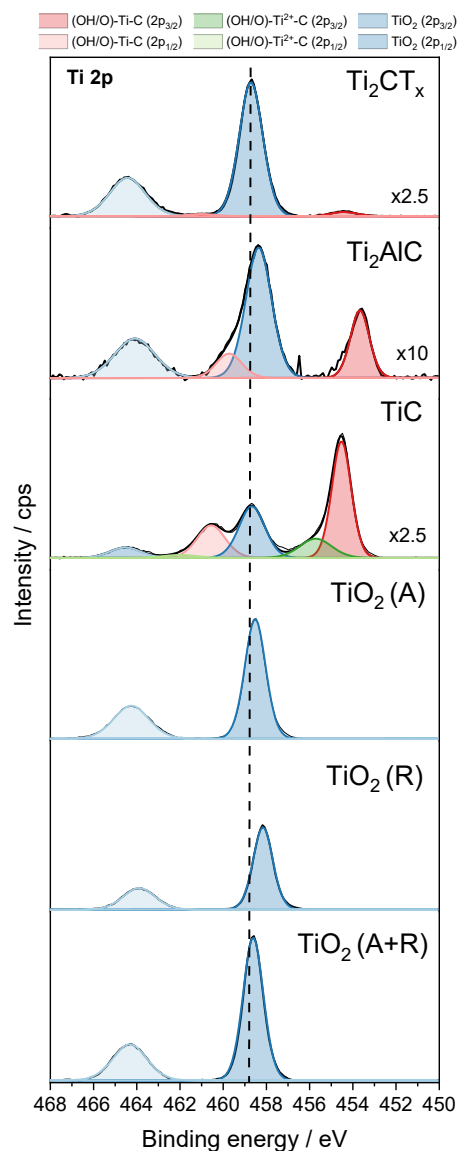 (OH/O)-Ti-C (2p3/2) (OH/O)-Ti2+-C (2p3/2) TiO2 (2p3/2)
(OH/O)-Ti-C (2p1/2) (OH/O)-Ti2+-C (2p1/2) TiO2 (2p1/2)
Ti 2p
Ti2CTx
x2.5
Ti2AlC
x10
TiC
x2.5
TiO2 (A)
TiO2 (R)
TiO2 (A+R)
Intensity / cps
468 466 464 462 460 458 456 454 452 450
Binding energy / eV